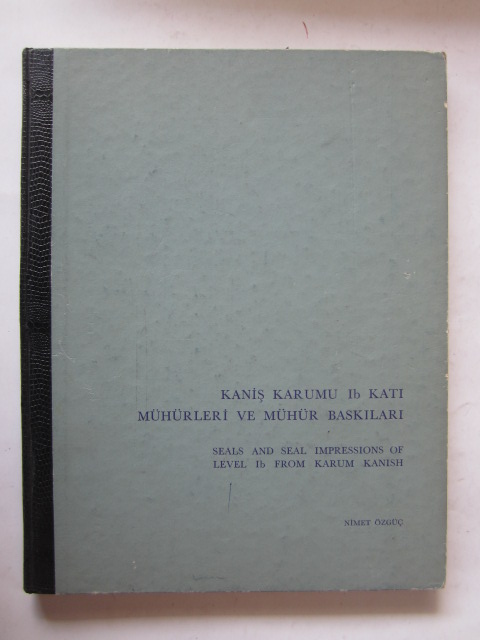 KANİŞ KARUMU Ib KATI
MÜHÜRLERİ VE MÜHÜR BASKILARI
SEALS AND SEAL IMPRESSIONS OF
LEVEL Ib FROM KARUM KANISH
NİMET ÖZGÜÇ